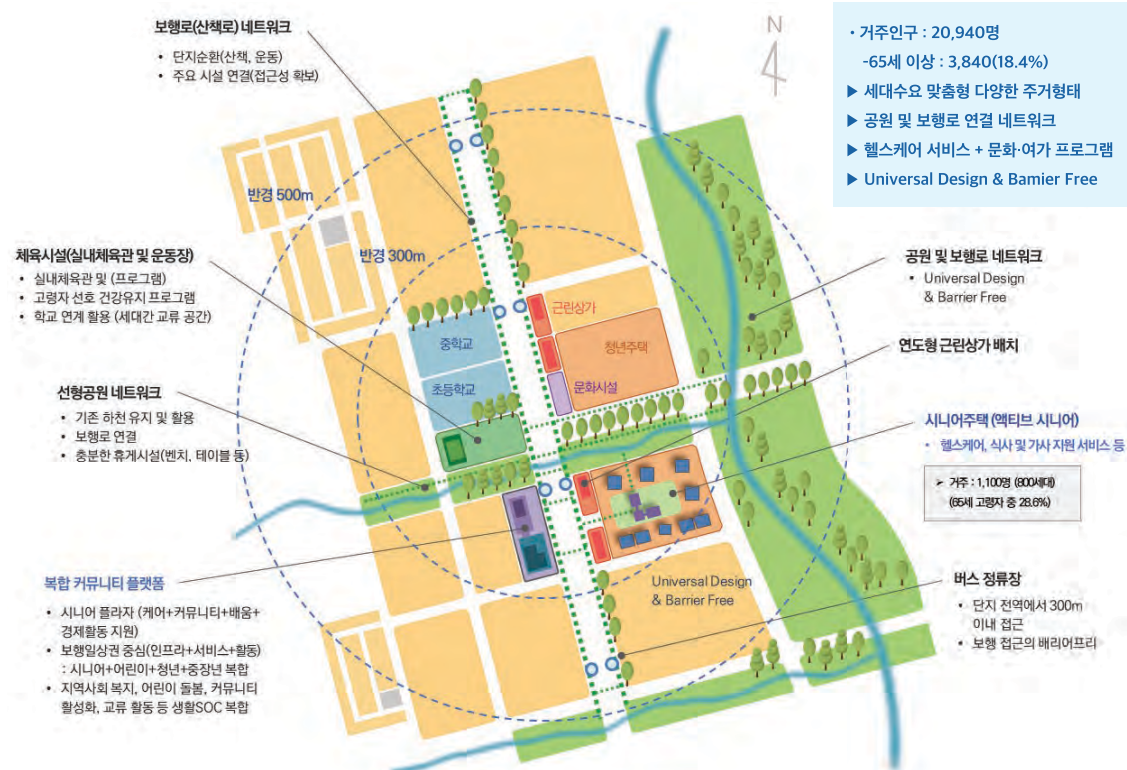 보행로(산책로) 네트워크
• 단지순환(산책, 운동)
• 주요 시설 연결(접근성 확보)
N
• 거주인구 : 20,940명
-65세 이상 : 3,840(18.4%)
▶ 세대수요 맞춤형 다양한 주거형태
▶ 공원 및 보행로 연결 네트워크
▶ 헬스케어 서비스 + 문화·여가 프로그램
▶ Universal Design & Bamier Free
반경 500m
반경 300m
체육시설(실내체육관 및 운동장)
• 실내체육관 및 (프로그램)
• 고령자 선호 건강유지 프로그램
• 학교 연계 활용 (세대간 교류 공간)
선형공원 네트워크
• 기존 하천 유지 및 활용
• 보행로 연결
• 충분한 휴게시설(벤치, 테이블 등)
근린상가
중학교
청년주택
초등학교
문화시설
공원 및 보행로 네트워크
• Universal Design
& Barrier Free
연도형 근린상가 배치
시니어주택 (액티브 시니어)
• 헬스케어, 식사 및 가사 지원 서비스 등
➢ 거주 : 1,100명 (800세대)
(65세 고령자 중 28.6%)
복합 커뮤니티 플랫폼
• 시니어 플라자 (케어+커뮤니티+배움+
경제활동 지원)
• 보행일상권 중심(인프라+서비스+활동)
: 시니어+어린이+청년+중장년 복합
• 지역사회 복지, 어린이 돌봄, 커뮤니티
활성화, 교류 활동 등 생활SOC 복합
Universal Design
& Barrier Free
버스 정류장
• 단지 전역에서 300m
이내 접근
• 보행 접근의 배리어프리